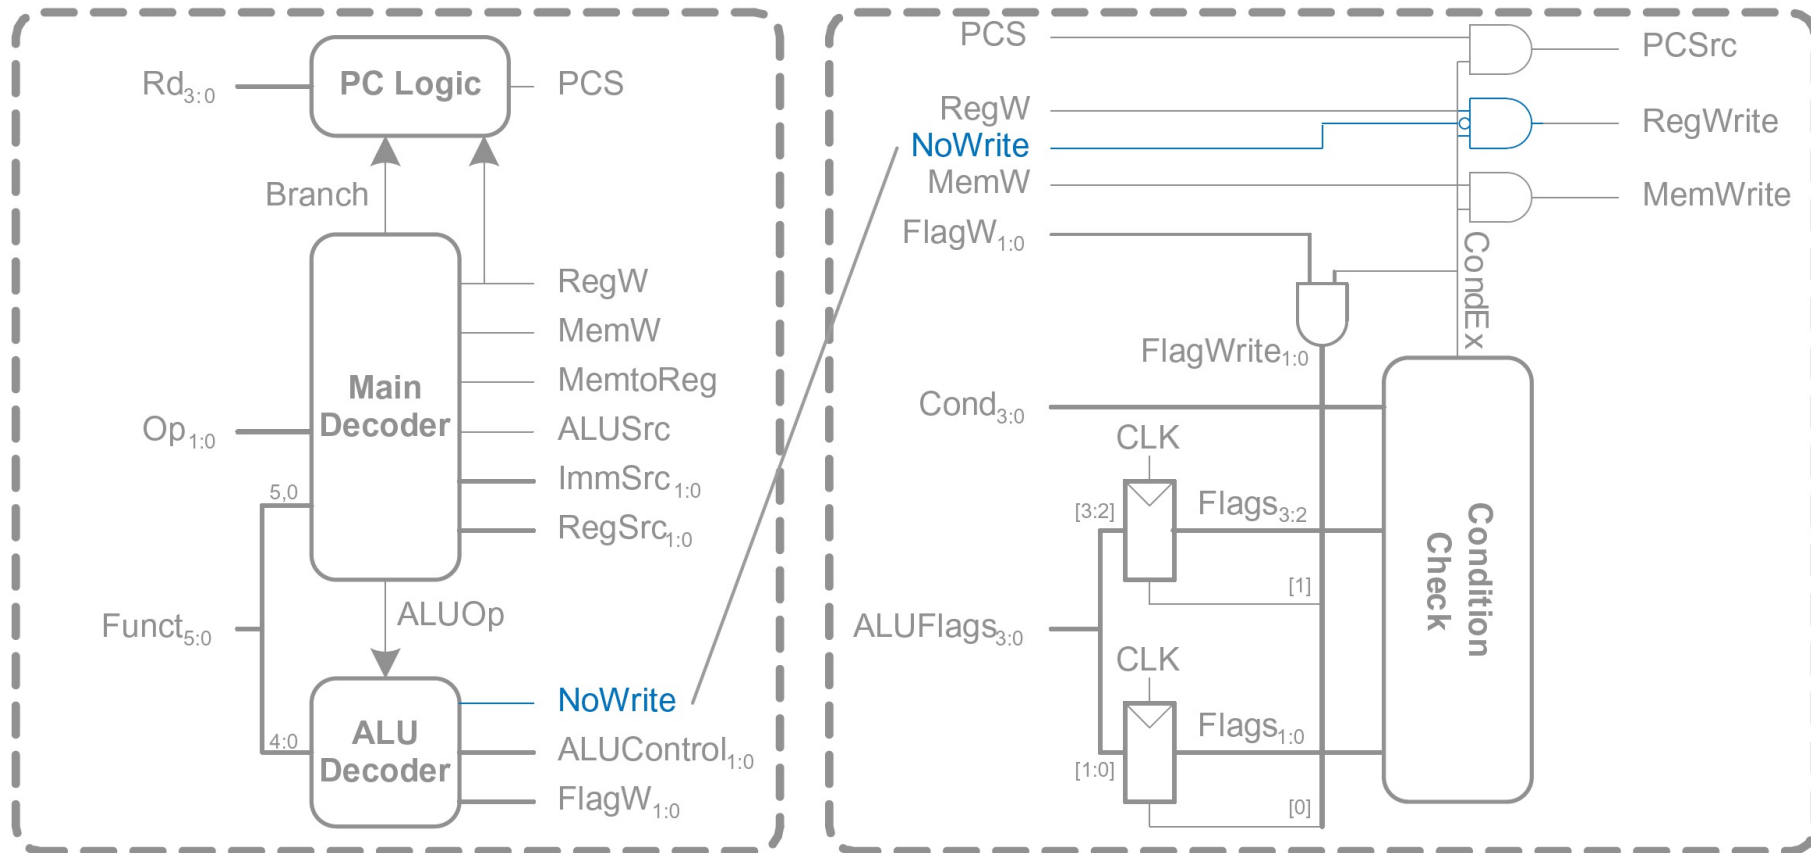 PC Logic
Rd3:0
PCS
Branch
RegW
MemW
MemtoReg
ALUSrc
ImmSrc1:0
RegSrc1:0
Main
Decoder
Op1:0
5,0
Funct5:0
ALUOp
4:0
ALU
Decoder
NoWrite
ALUControl1:0
FlagW1:0
PCS
PCSrc
RegW
RegWrite
NoWrite
MemW
MemWrite
FlagW1:0
CondEx
FlagWrite1:0
Cond3:0
CLK
[3:2]
Flags3:2
[1]
ALUFlags3:0
CLK
[1:0]
Flags1:0
[0]
Condition
Check